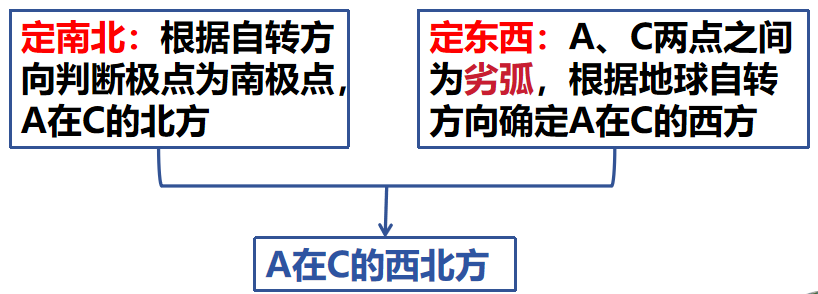 定南北：根据自转方
向判断极点为南极点，
A在C的北方
定东西：A、C两点之间
为劣弧，根据地球自转
方向确定A在C的西方
A在C的西北方